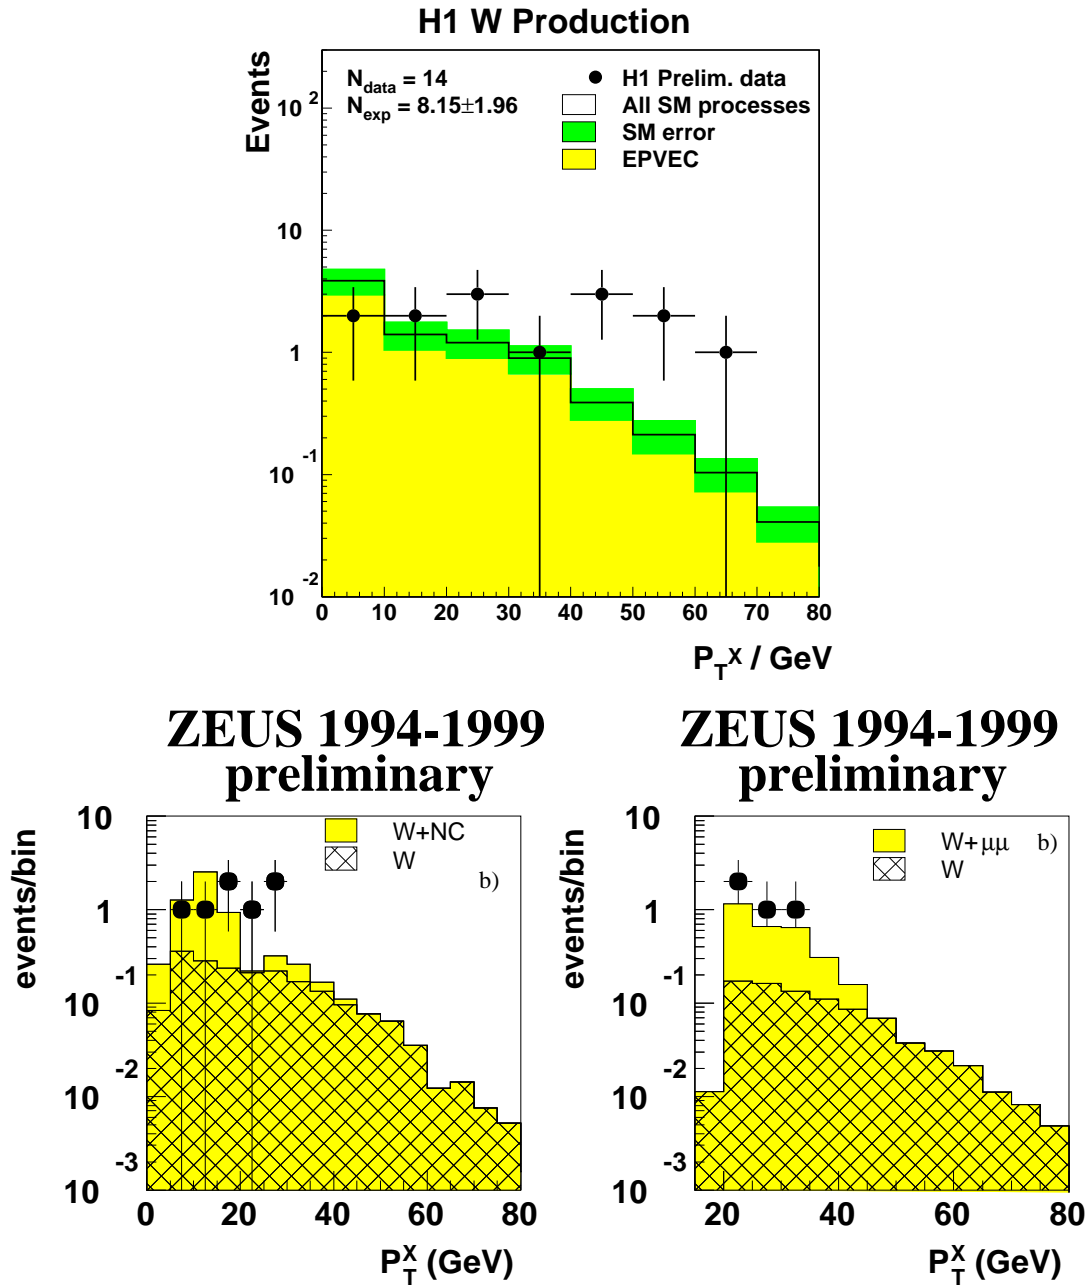 H1 W Production
Events
N_data = 14
N_exp = 8.15±1.96
H1 Prelim. data
All SM processes
SM error
EPVEC
10^2
10
1
10^-1
10^-2
0 10 20 30 40 50 60 70 80
P_T^X / GeV
ZEUS 1994-1999
preliminary
events/bin
W+NC
W
b)
10
1
10^-1
10^-2
10^-3
0 20 40 60 80
P_T^X (GeV)
ZEUS 1994-1999
preliminary
events/bin
W+μμ b)
W
10
1
10^-1
10^-2
10^-3
20 40 60 80
P_T^X (GeV)